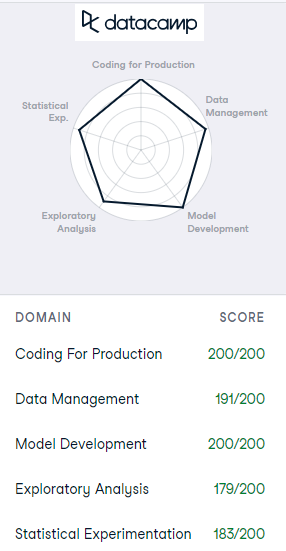 datacamp
Coding for Production
Data
Management
Statistical
Exp.
Exploratory
Analysis
Model
Development
DOMAIN SCORE
Coding For Production 200/200
Data Management 191/200
Model Development 200/200
Exploratory Analysis 179/200
Statistical Experimentation 183/200